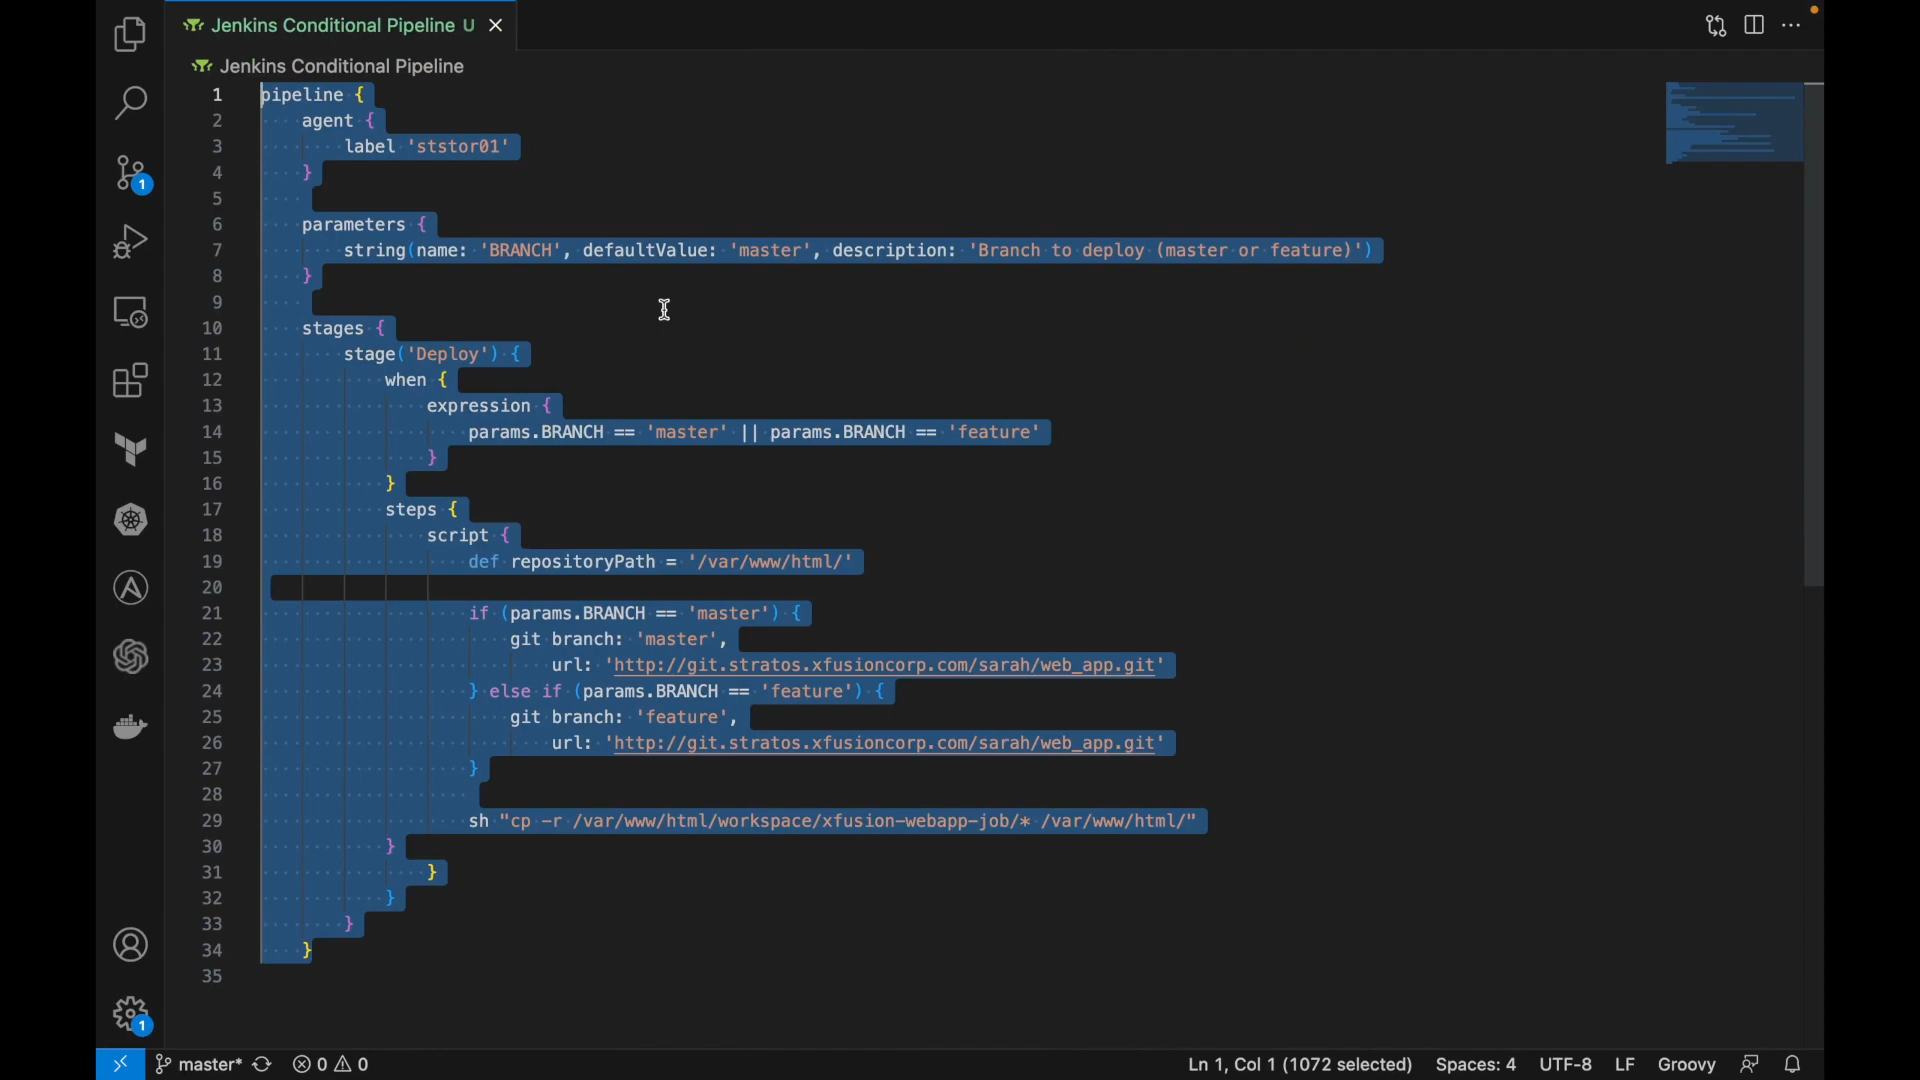 Jenkins Conditional Pipeline U
Jenkins Conditional Pipeline
1 pipeline {
2     agent {
3         label 'ststor01'
4     }
5
6     parameters {
7         string(name: 'BRANCH', defaultValue: 'master', description: 'Branch to deploy (master or feature)')
8     }
9
10     stages {
11         stage('Deploy') {
12             when {
13                 expression {
14                     params.BRANCH == 'master' || params.BRANCH == 'feature'
15                 }
16             }
17             steps {
18                 script {
19                     def repositoryPath = '/var/www/html/'
20
21                     if (params.BRANCH == 'master') {
22                         git branch: 'master',
23                             url: 'http://git.stratos.xfusioncorp.com/sarah/web_app.git'
24                     } else if (params.BRANCH == 'feature') {
25                         git branch: 'feature',
26                             url: 'http://git.stratos.xfusioncorp.com/sarah/web_app.git'
27                     }
28
29                     sh "cp -r /var/www/html/workspace/xfusion-webapp-job/* /var/www/html/"
30             }
31                 }
32             }
33         }
34     }
35
1
1
master* 0 0 Ln 1, Col 1 (1072 selected) Spaces: 4 UTF-8 LF Groovy